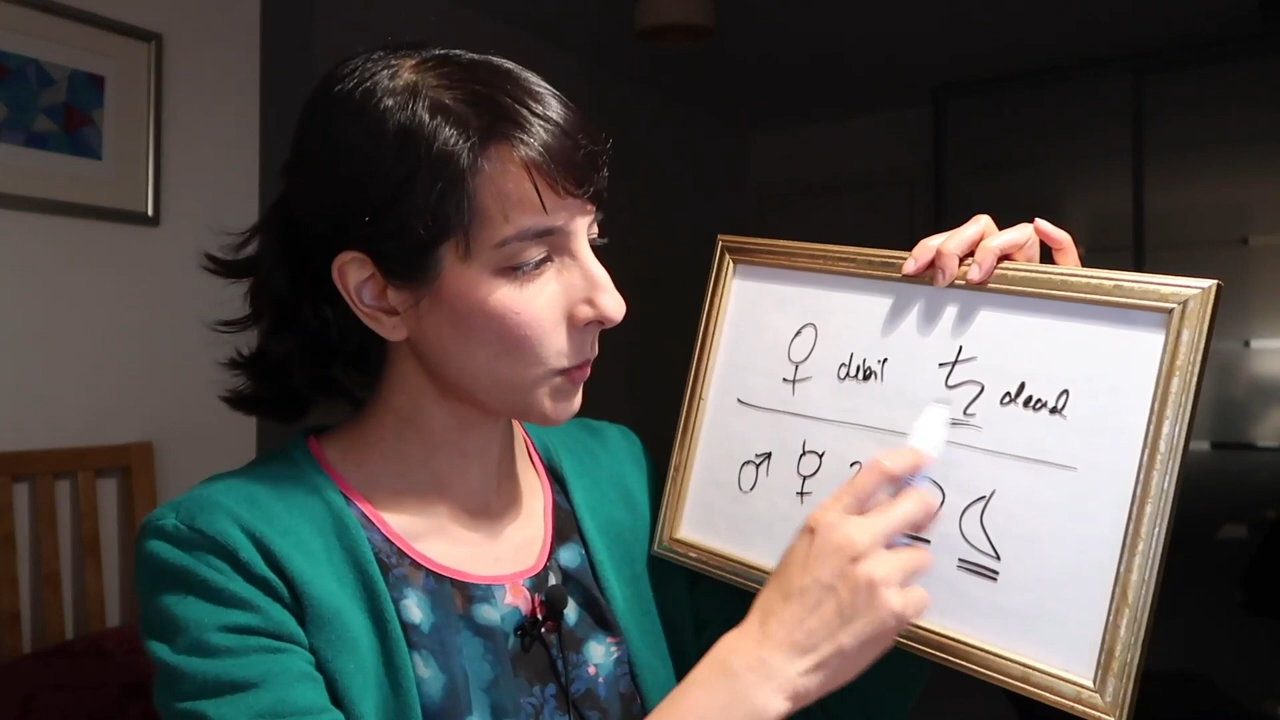 ♀ debil ♄ dead
♂ ☿ ☾